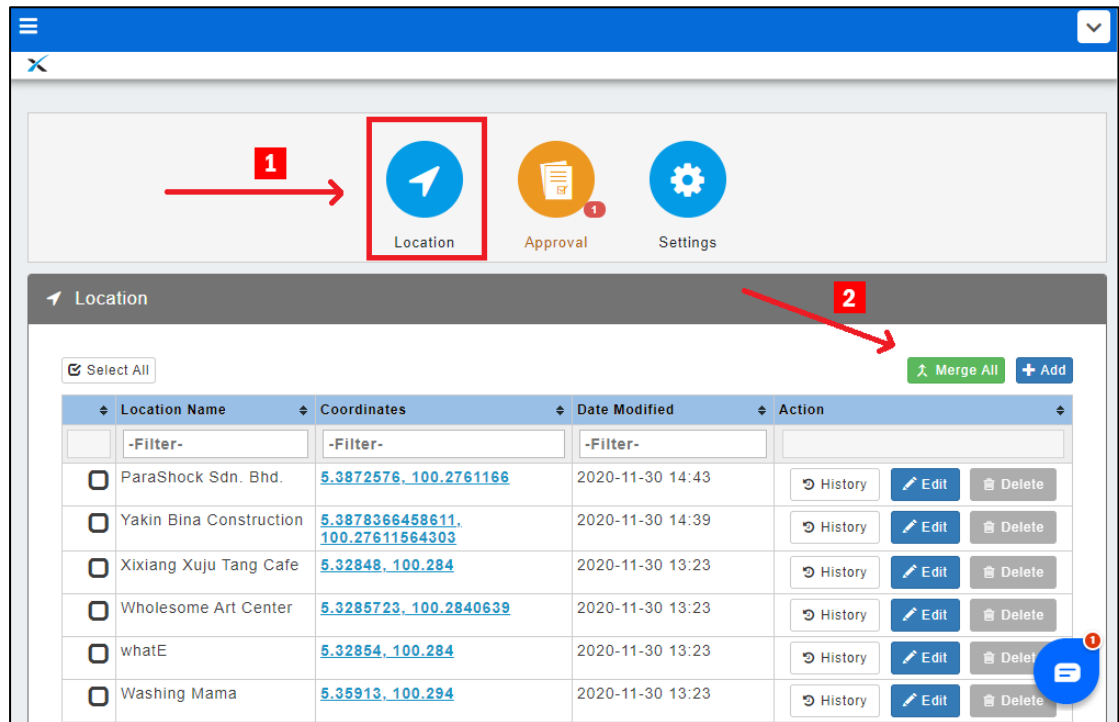 1
1
Location
Approval
Settings
Location
2
Select All
Merge All
Add
Location Name
Coordinates
Date Modified
Action
-Filter-
-Filter-
-Filter-
ParaShock Sdn. Bhd.
5.3872576, 100.2761166
2020-11-30 14:43
History
Edit
Delete
Yakin Bina Construction
5.3878366458611,
100.27611564303
2020-11-30 14:39
History
Edit
Delete
Xixiang Xuju Tang Cafe
5.32848, 100.284
2020-11-30 13:23
History
Edit
Delete
Wholesome Art Center
5.3285723, 100.2840639
2020-11-30 13:23
History
Edit
Delete
whatE
5.32854, 100.284
2020-11-30 13:23
History
Edit
Delet
1
Washing Mama
5.35913, 100.294
2020-11-30 13:23
History
Edit
Delete